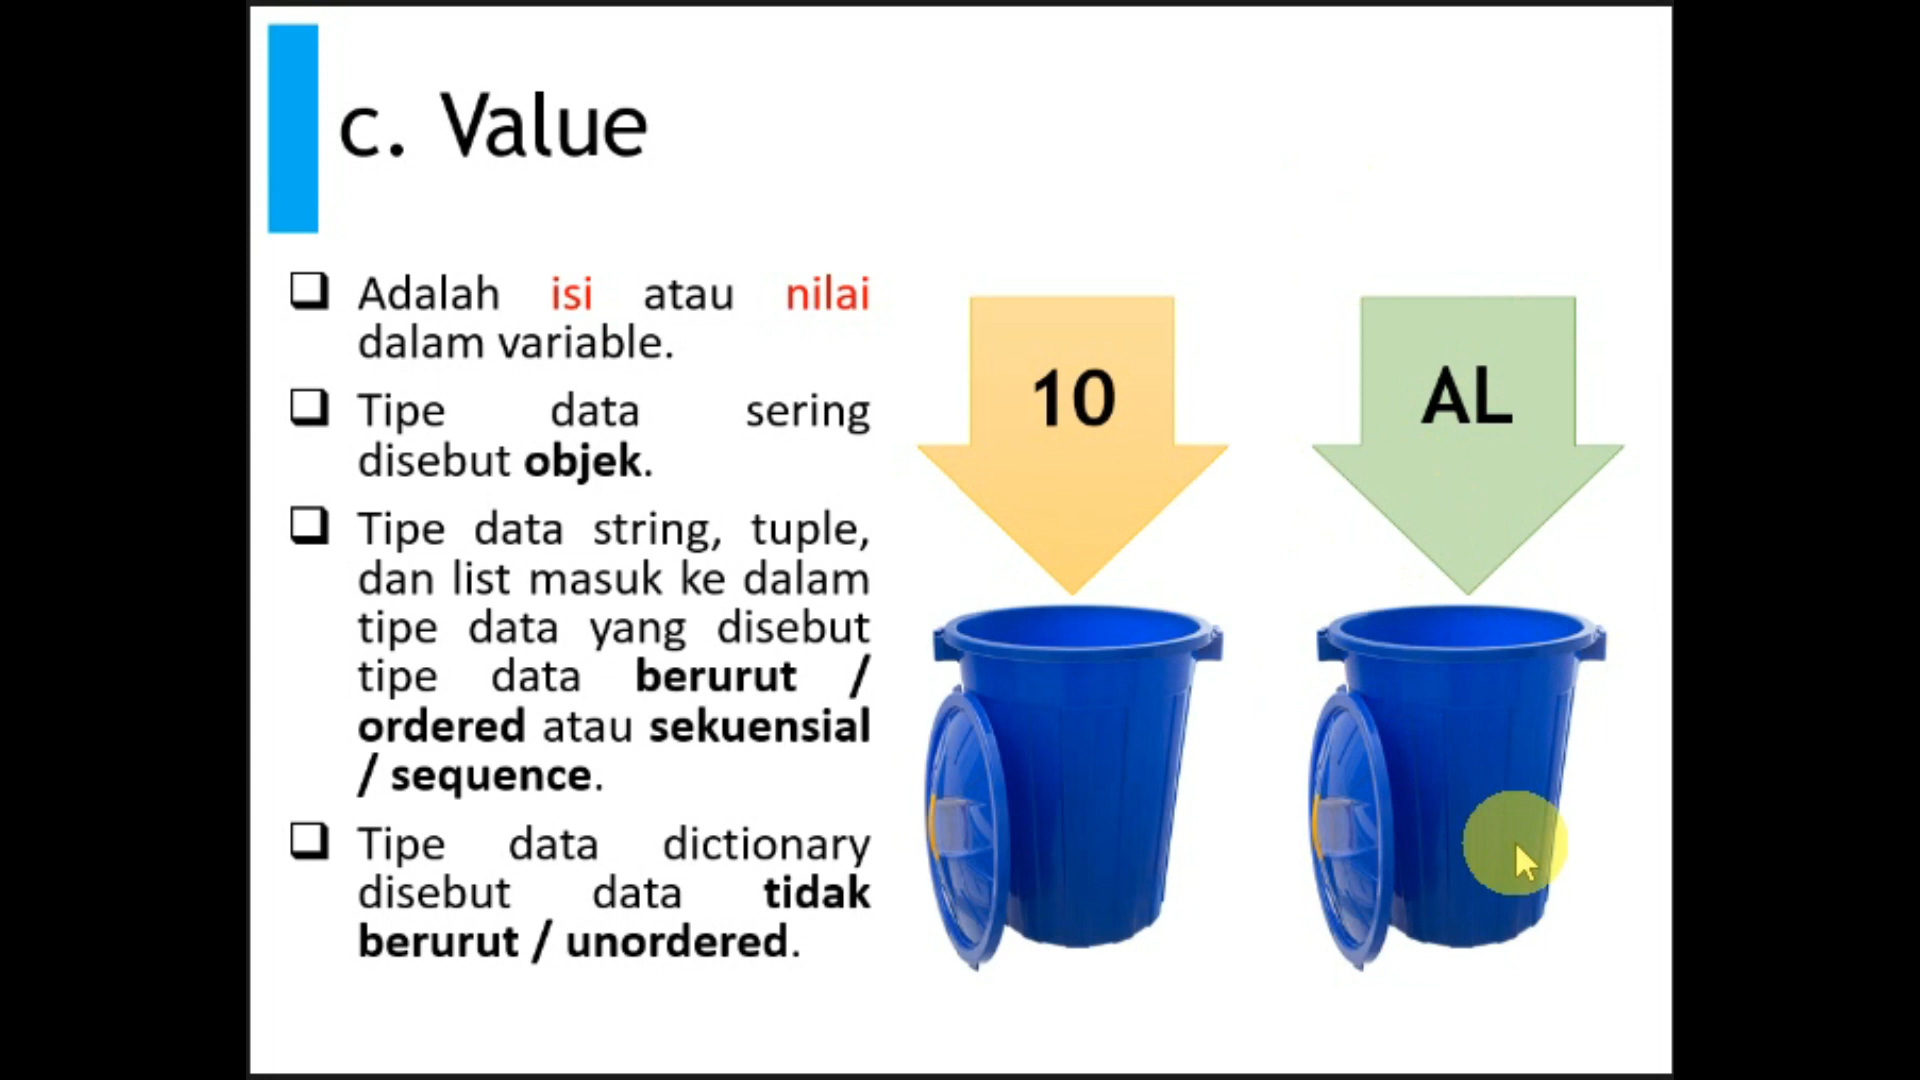 c. Value
Adalah isi atau nilai
dalam variable.
Tipe data sering
disebut objek.
Tipe data string, tuple,
dan list masuk ke dalam
tipe data yang disebut
tipe data berurut /
ordered atau sekuensial
/ sequence.
Tipe data dictionary
disebut data tidak
berurut / unordered.
10
AL